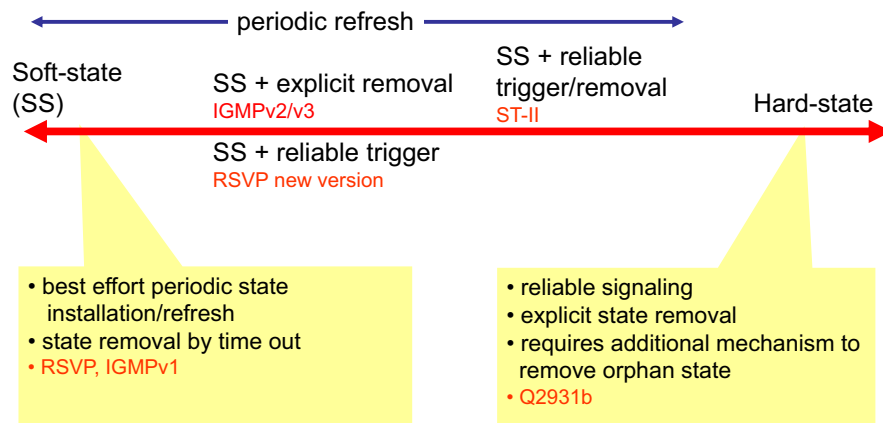 periodic refresh
Soft-state
(SS)
SS + explicit removal
IGMPv2/v3
SS + reliable
trigger/removal
ST-II
Hard-state
SS + reliable trigger
RSVP new version
• best effort periodic state
installation/refresh
• state removal by time out
• RSVP, IGMPv1
• reliable signaling
• explicit state removal
• requires additional mechanism to
remove orphan state
• Q2931b